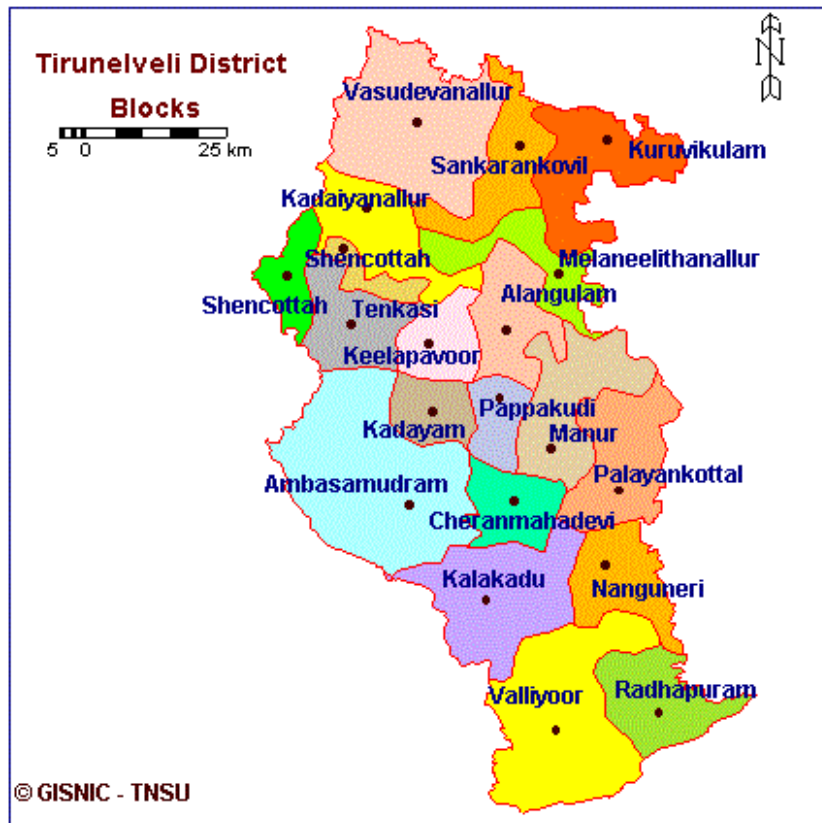 Tirunelveli District
Blocks
5 0 25 km
N
Vasudevanallur
Sankarankovil
Kuruvikulam
Kadaiyanallur
Shencottah
Melaneelithanallur
Shencottah
Tenkasi
Alangulam
Keelapavoor
Kadayam
Pappakudi
Manur
Ambasamudram
Palayankottal
Cheranmahadevi
Kalakadu
Nanguneri
Valliyoor
Radhapuram
© GISNIC - TNSU